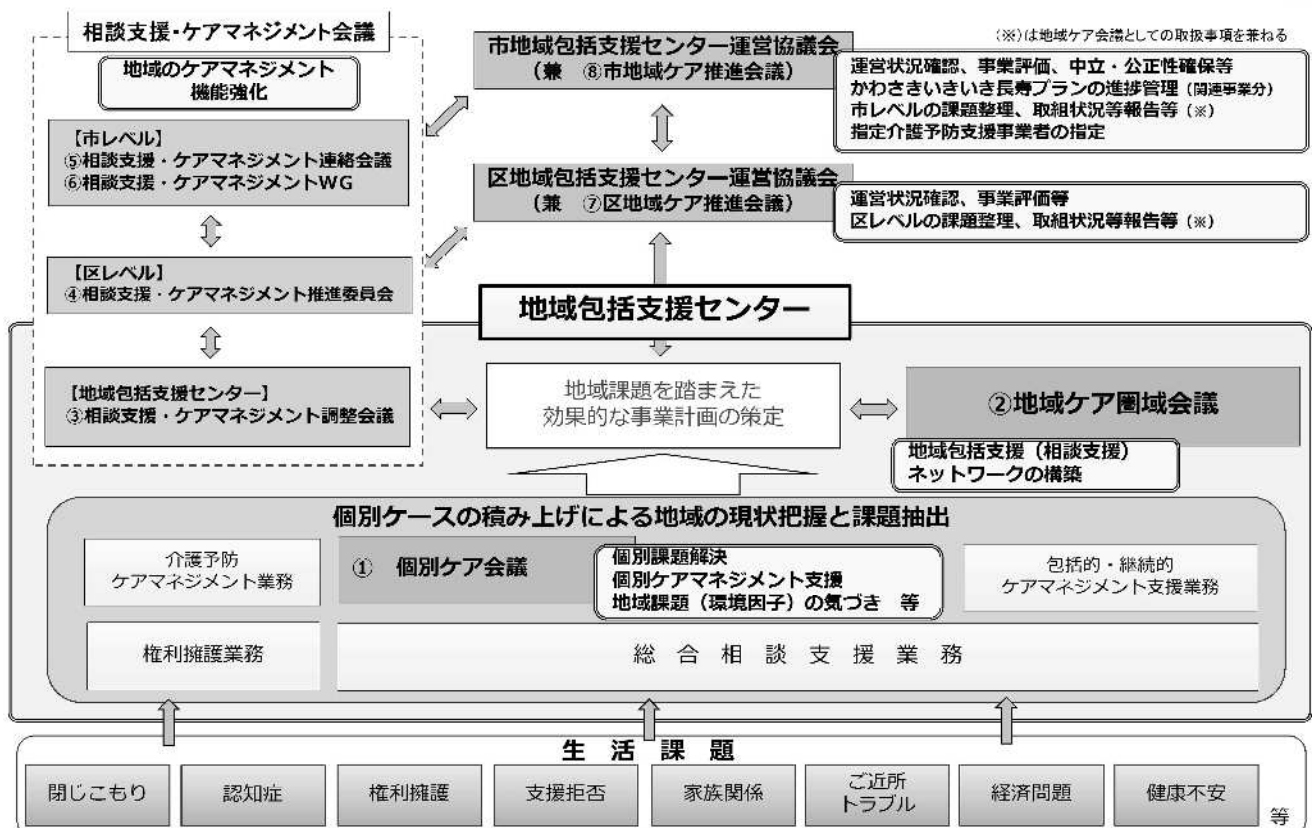 相談支援・ケアマネジメント会議
地域のケアマネジメント
機能強化
【市レベル】
⑤相談支援・ケアマネジメント連絡会議
⑥相談支援・ケアマネジメントWG
【区レベル】
④相談支援・ケアマネジメント推進委員会
【地域包括支援センター】
③相談支援・ケアマネジメント調整会議
(※)は地域ケア会議としての取扱事項を兼ねる
市地域包括支援センター運営協議会
（兼　⑧市地域ケア推進会議）
運営状況確認、事業評価、中立・公正性確保等
かわさきいきいき長寿プランの進捗管理（関連事業分）
市レベルの課題整理、取組状況等報告等（※）
指定介護予防支援事業者の指定
区地域包括支援センター運営協議会
（兼　⑦区地域ケア推進会議）
運営状況確認、事業評価等
区レベルの課題整理、取組状況等報告等（※）
地域包括支援センター
地域課題を踏まえた
効果的な事業計画の策定
②地域ケア圏域会議
地域包括支援（相談支援）
ネットワークの構築
個別ケースの積み上げによる地域の現状把握と課題抽出
介護予防
ケアマネジメント業務
①　個別ケア会議
個別課題解決
個別ケアマネジメント支援
地域課題（環境因子）の気づき　等
包括的・継続的
ケアマネジメント支援業務
権利擁護業務
総合相談支援業務
生活課題
閉じこもり
認知症
権利擁護
支援拒否
家族関係
ご近所
トラブル
経済問題
健康不安
等